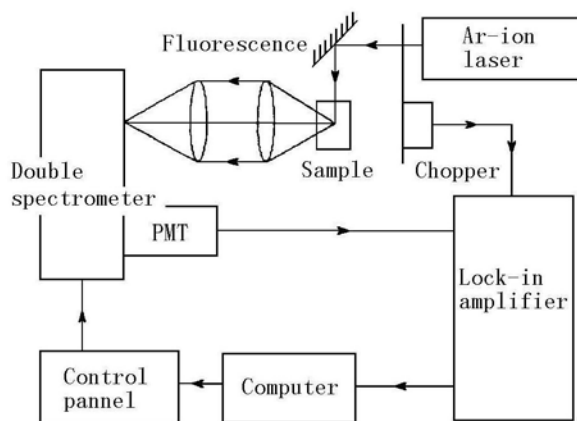 Fluorescence
Ar-ion
laser
Sample
Chopper
Double
spectrometer
PMT
Lock-in
amplifier
Control
pannel
Computer